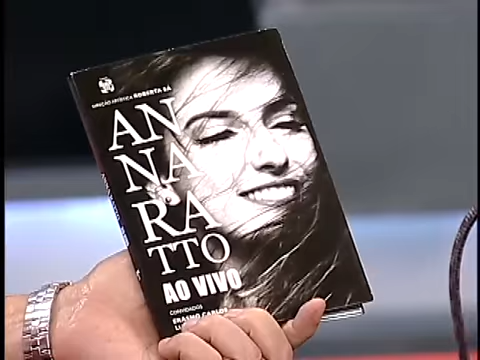 DIREÇÃO ARTÍSTICA ROBERTA SÁ
AN
NA
RA
TTO
AO VIVO
CONVIDADOS
ERASMO CARLOS